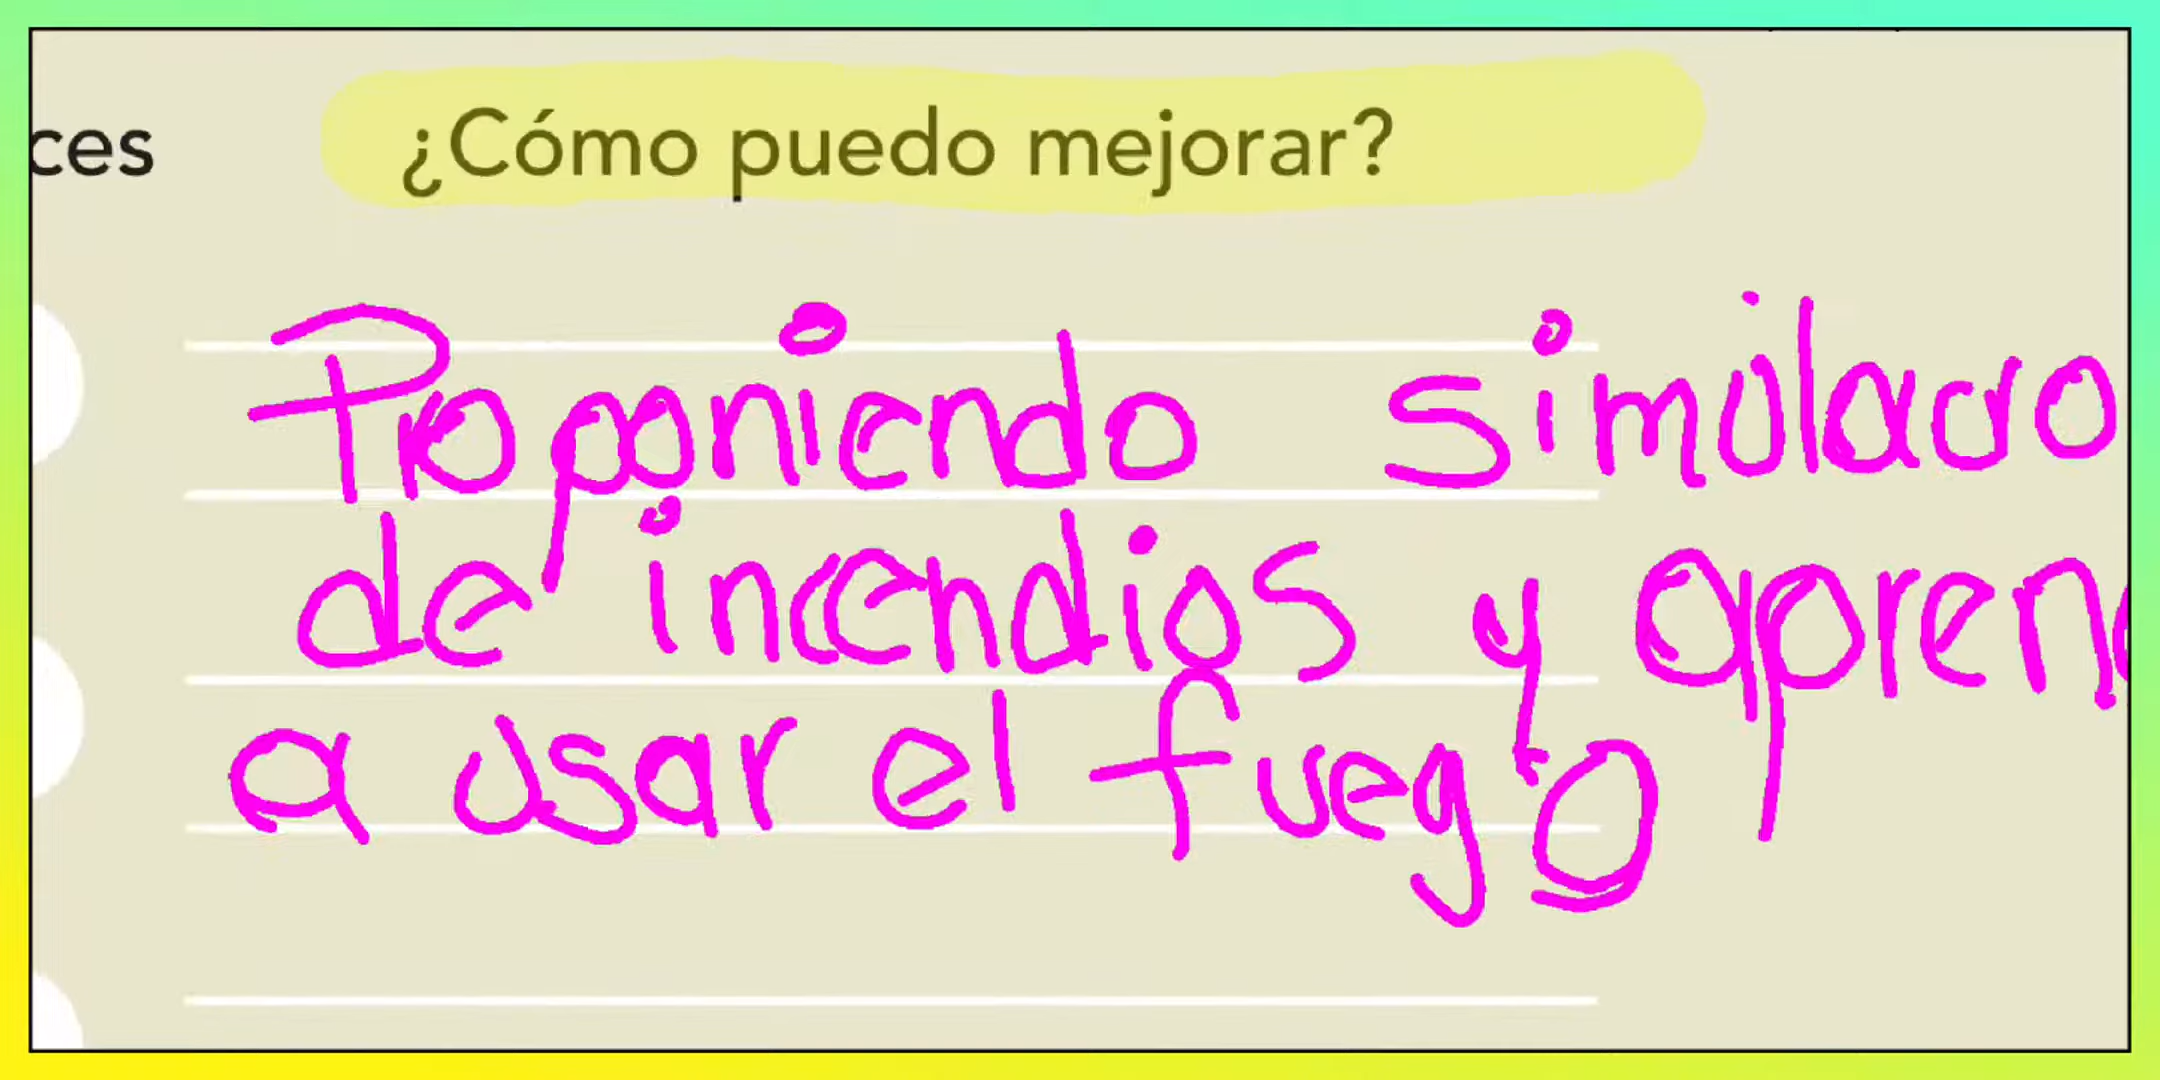 ces ¿Cómo puedo mejorar?
Proponiendo simulacro
de incendios y apren
a usar el fuego